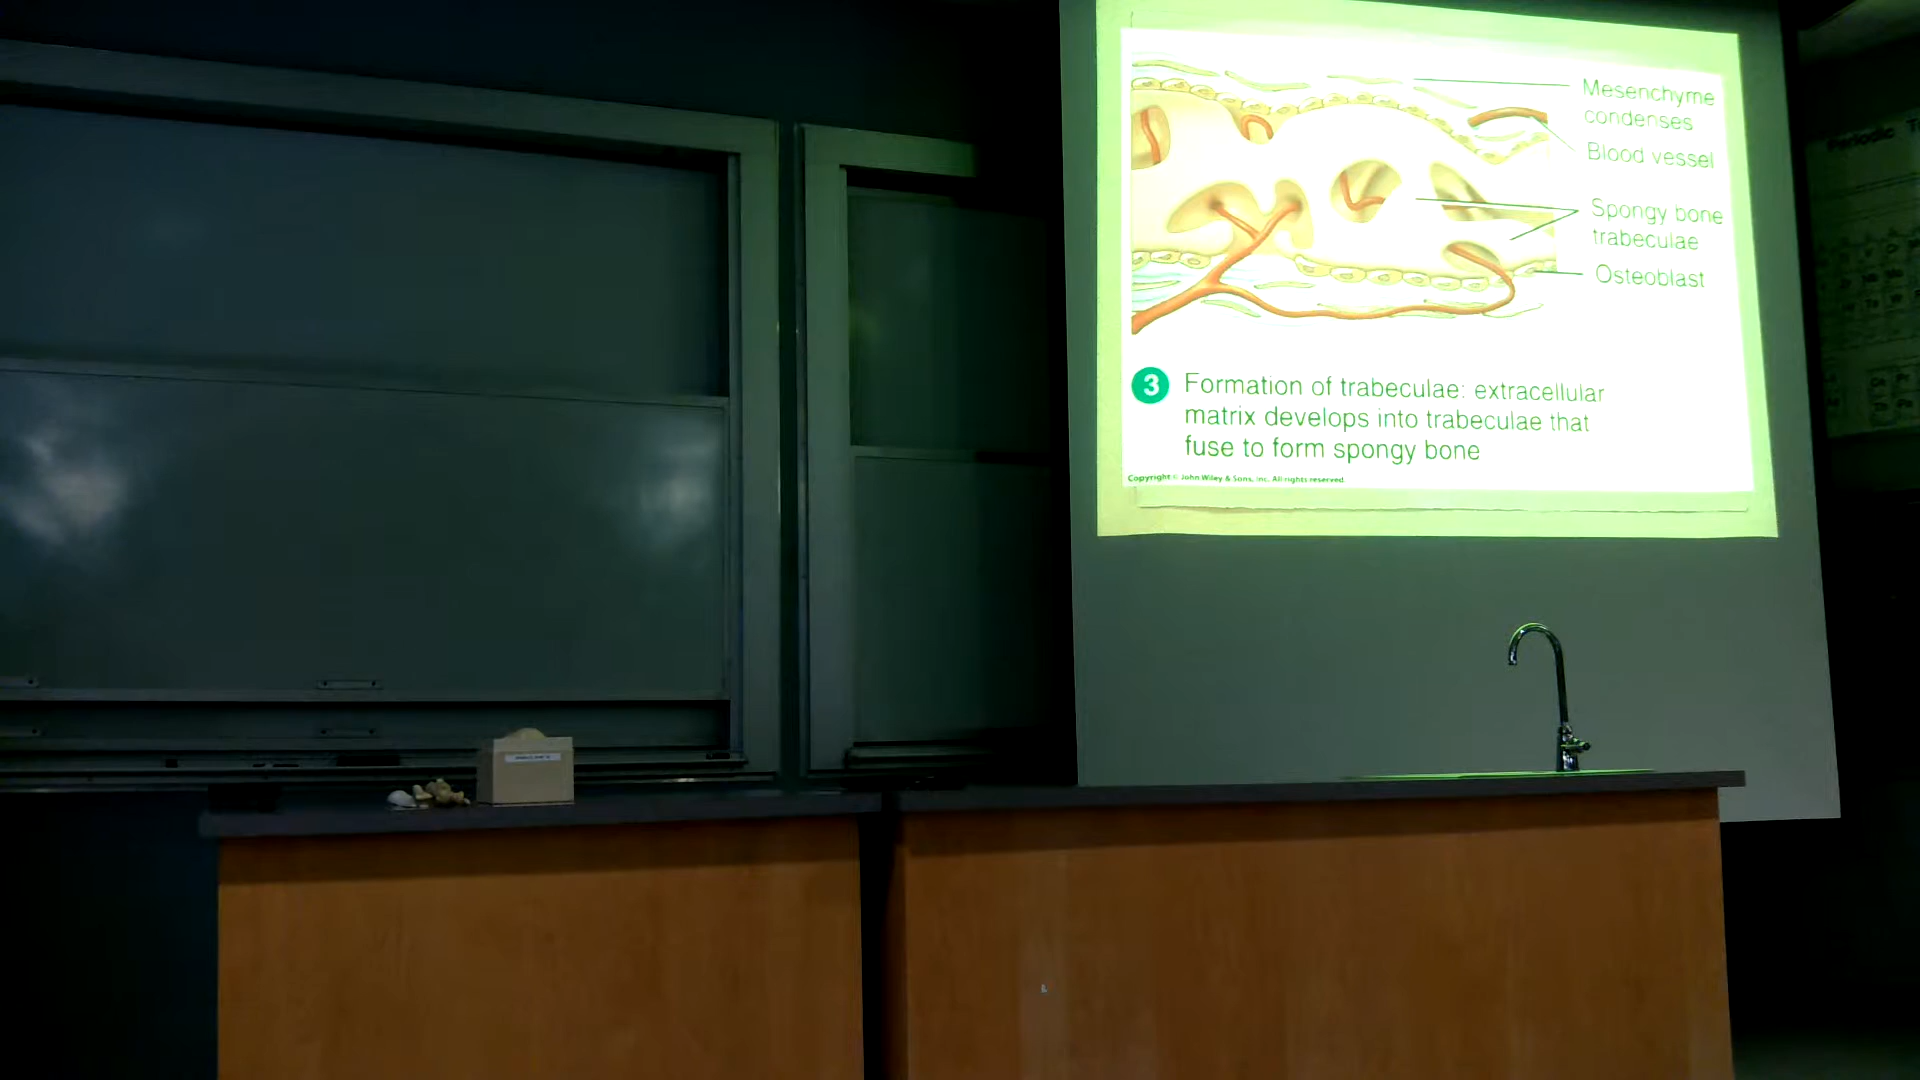 Mesenchyme
condenses
Blood vessel
Spongy bone
trabeculae
Osteoblast
3 Formation of trabeculae: extracellular
matrix develops into trabeculae that
fuse to form spongy bone
Copyright © John Wiley & Sons, Inc. All rights reserved.
Periodic